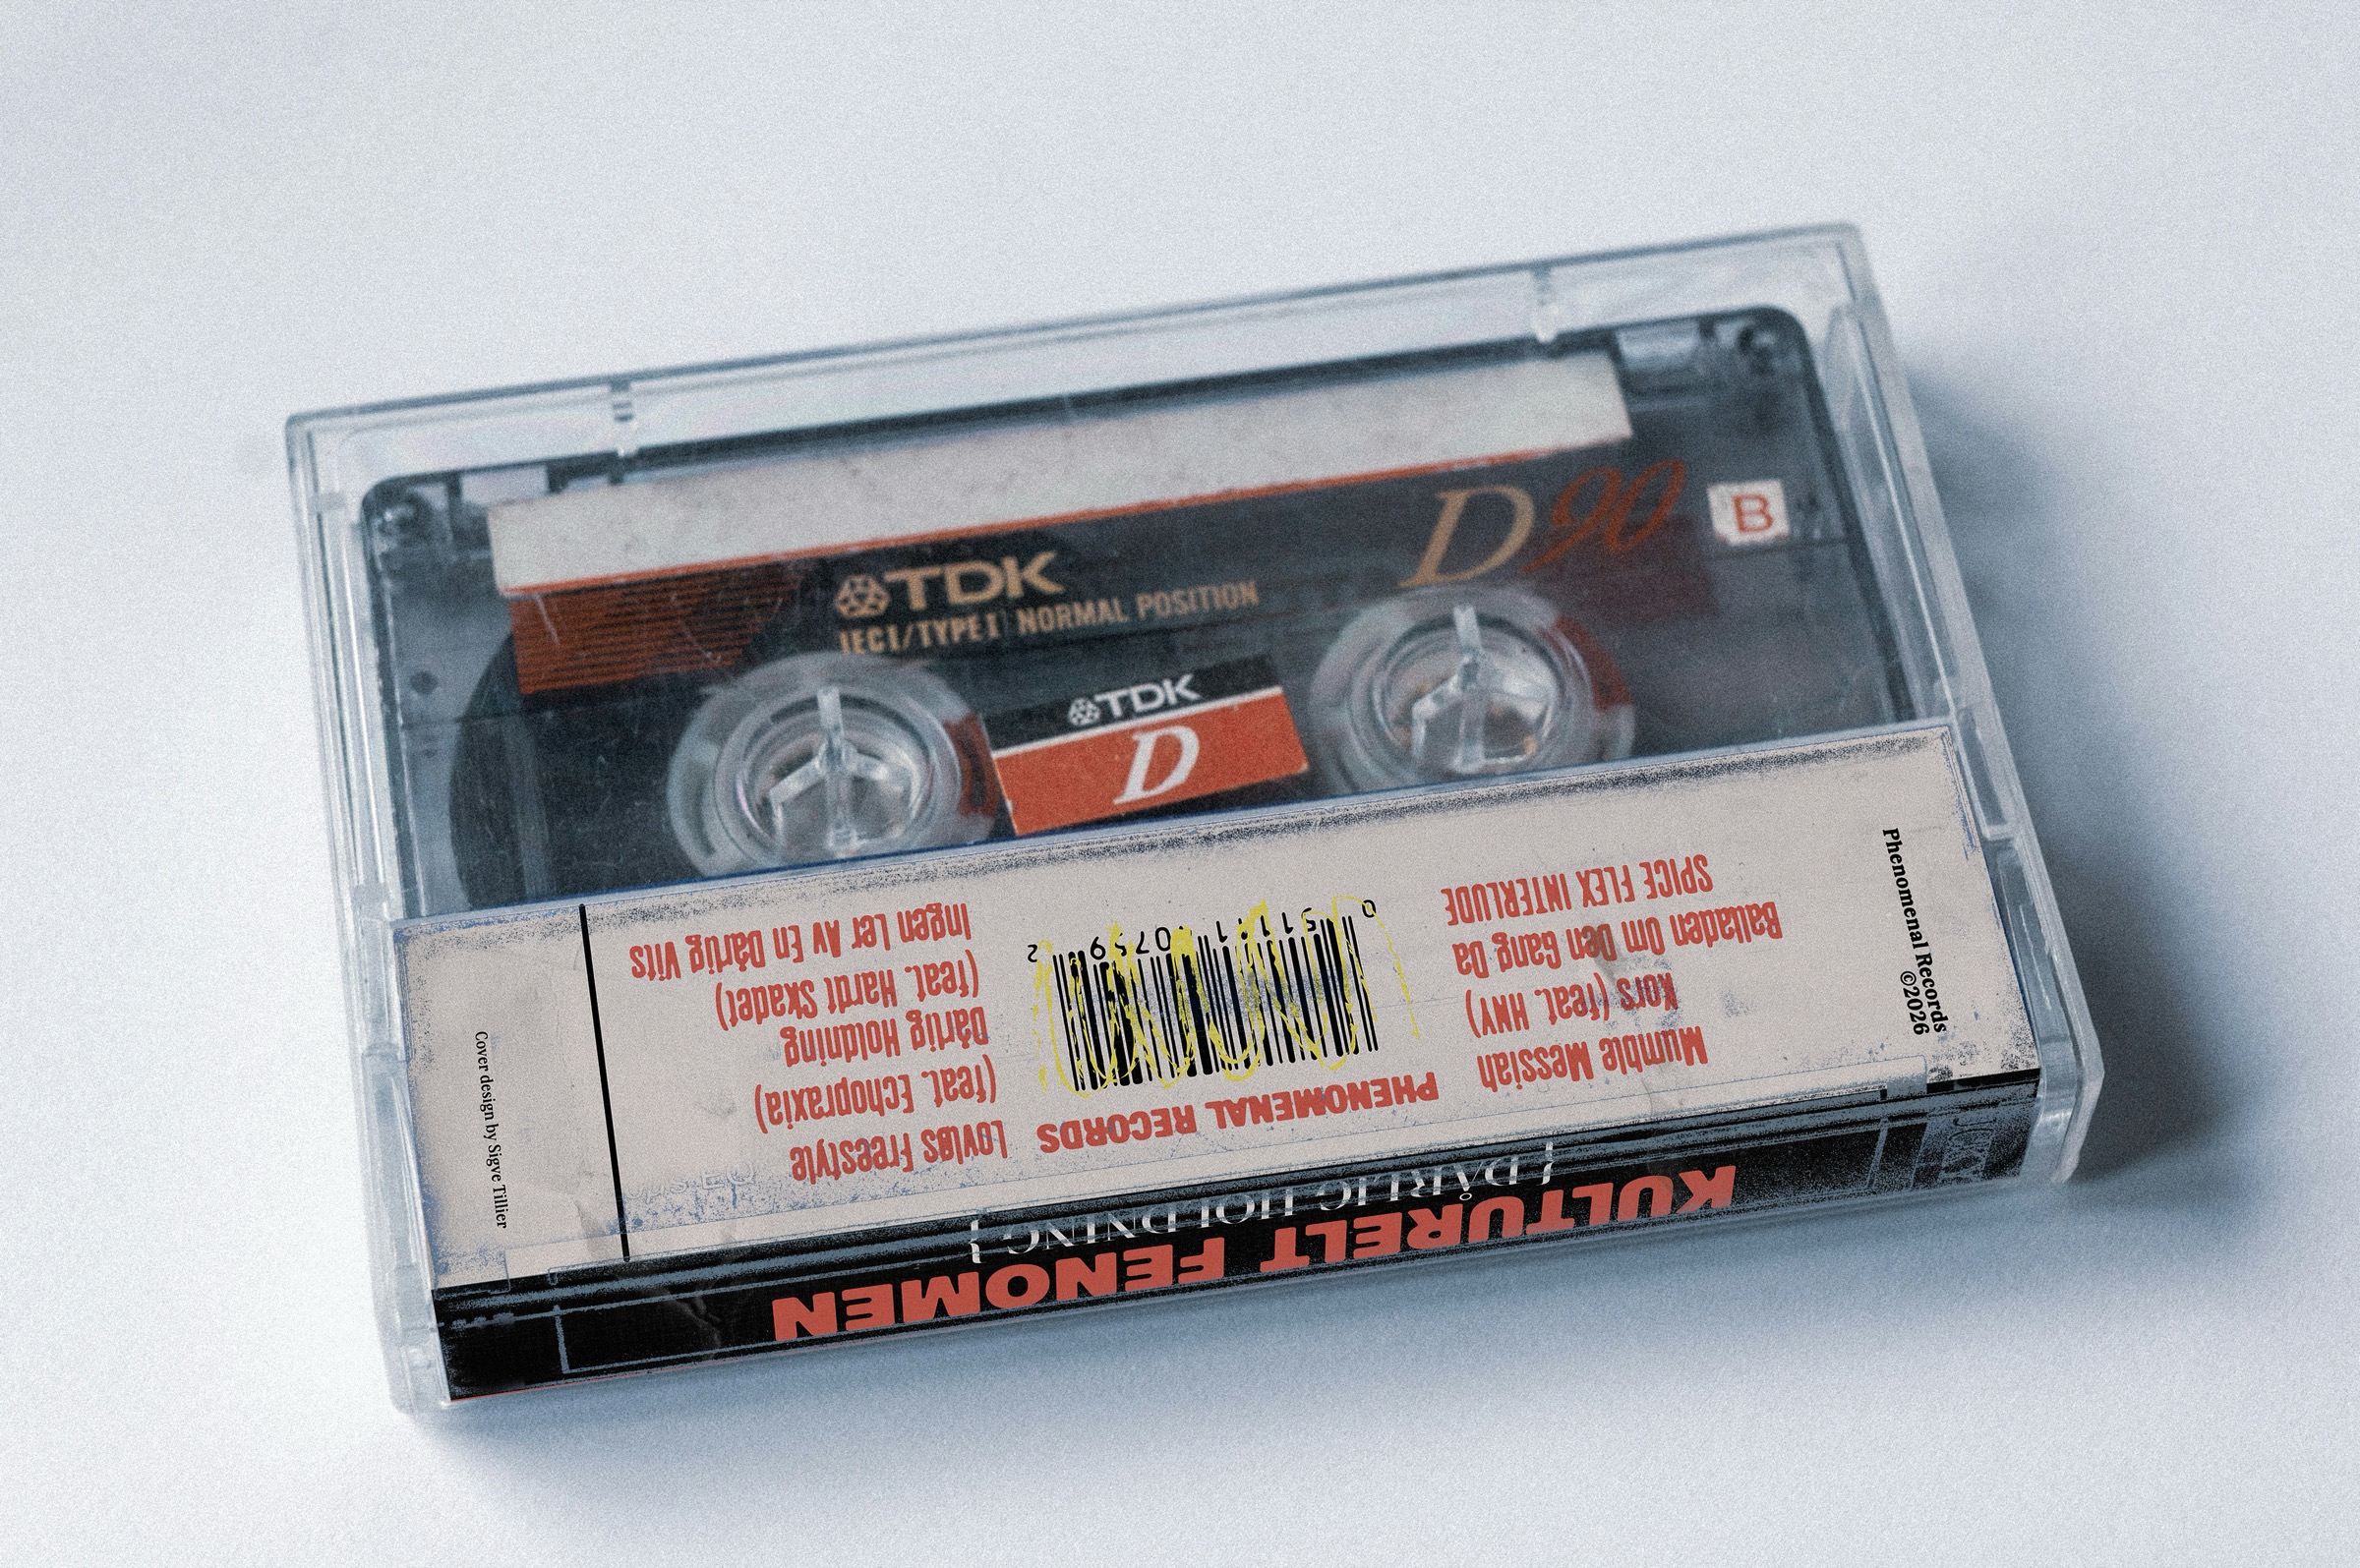 TDK
D90
B
IEC I/TYPE I NORMAL POSITION
TDK
D
Mumble Messiah
Kors (feat. HNY)
Balladen Om Den Gang Da
SPICE FLEX INTERLUDE
PHENOMENAL RECORDS
Lovløs Freestyle
(feat. Echopraxia)
Dårlig Holdning
(feat. Hardt Skadet)
Ingen Ler Av En Dårlig Vits
Phenomenal Records
©2026
Cover design by Sigve Tillier
KULTURELT FENOMEN
{DÅRLIG HOLDNING}